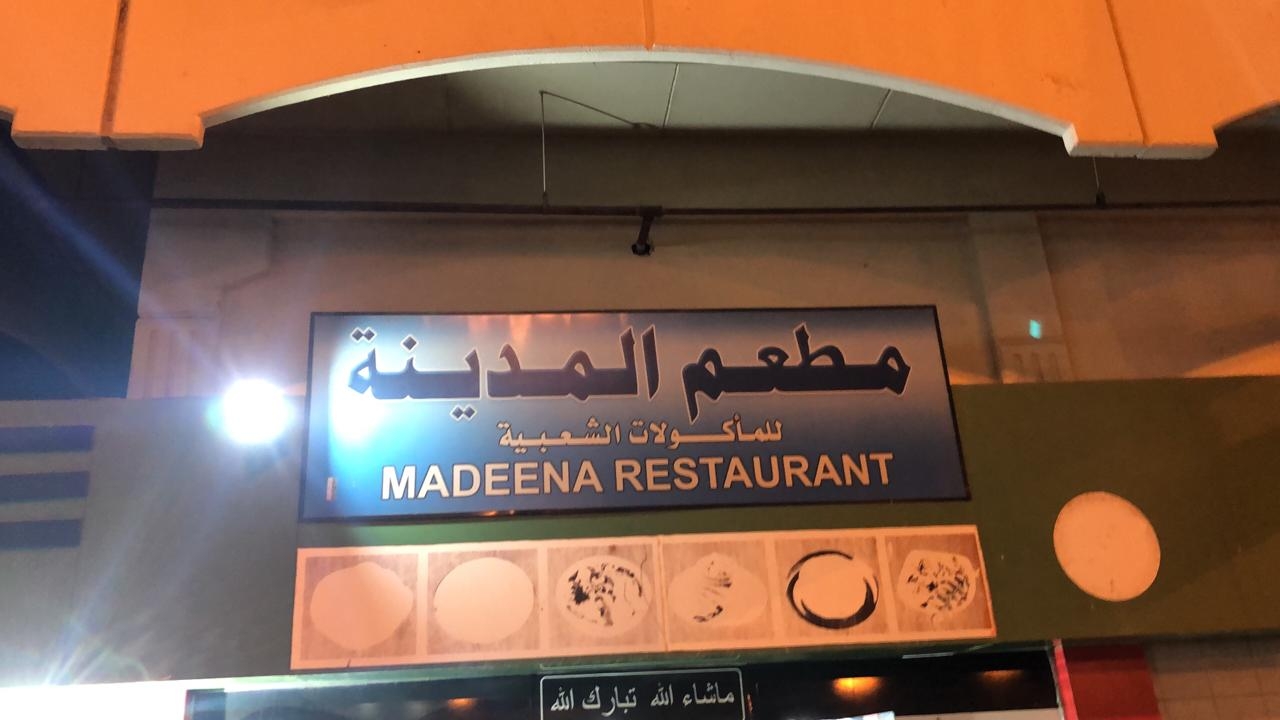 مطعم المدينة
للمأكولات الشعبية
MADEENA RESTAURANT
ماشاء الله تبارك الله